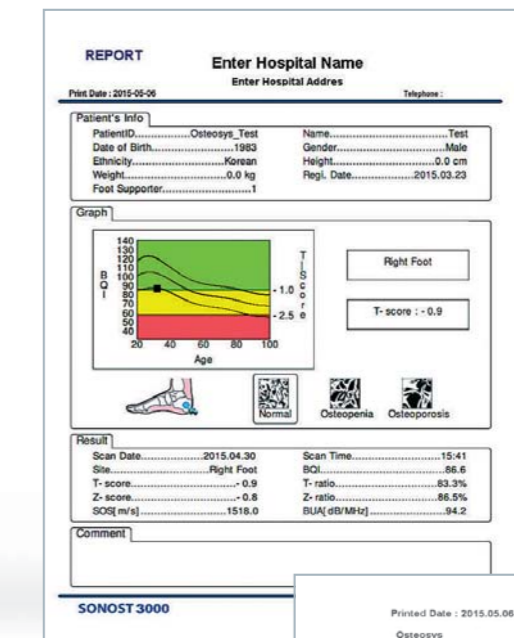 REPORT
Enter Hospital Name
Enter Hospital Addres
Print Date : 2015-05-06 Telephone :
Patient's Info
PatientID..............Osteosys_Test Name..............................Test
Date of Birth.........................1983 Gender............................Male
Ethnicity.............................Korean Height..........................0.0 cm
Weight..............................0.0 kg Regi. Date...............2015.03.23
Foot Supporter...........................1
Graph
140
130
120
110
100
90
80
70
60
50
40
BQI
T-Score
- 1.0
- 2.5
20 40 60 80 100
Age
Right Foot
T- score : - 0.9
Normal Osteopenia Osteoporosis
Result
Scan Date................2015.04.30 Scan Time.......................15:41
Site..........................Right Foot BQI..................................86.6
T- score.............................- 0.9 T- ratio............................83.3%
Z- score.............................- 0.8 Z- ratio............................86.5%
SOS[ m/s].......................1518.0 BUA[ dB/MHz].....................94.2
Comment
SONOST 3000
Printed Date : 2015.05.06
Osteosys